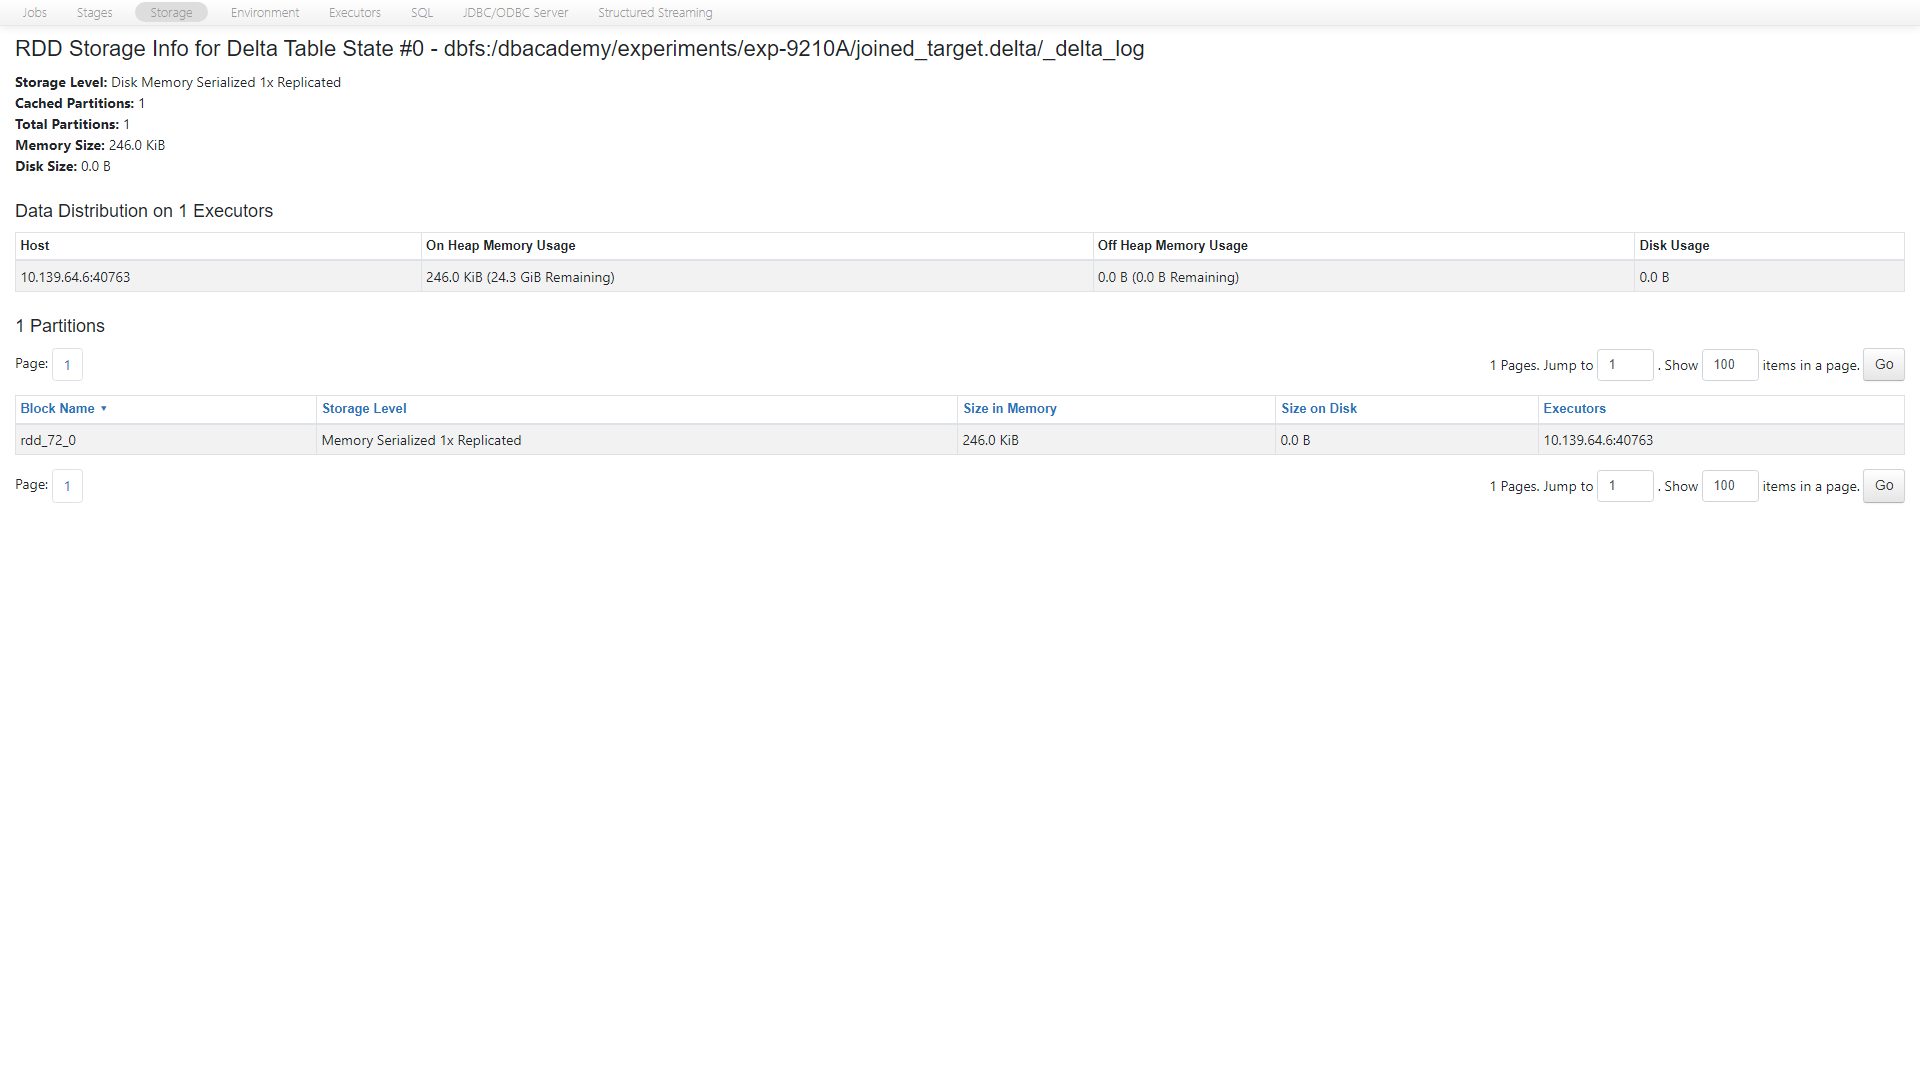 Jobs Stages Storage Environment Executors SQL JDBC/ODBC Server Structured Streaming
RDD Storage Info for Delta Table State #0 - dbfs:/dbacademy/experiments/exp-9210A/joined_target.delta/_delta_log
Storage Level: Disk Memory Serialized 1x Replicated
Cached Partitions: 1
Total Partitions: 1
Memory Size: 246.0 KiB
Disk Size: 0.0 B
Data Distribution on 1 Executors
Host On Heap Memory Usage Off Heap Memory Usage Disk Usage
10.139.64.6:40763 246.0 KiB (24.3 GiB Remaining) 0.0 B (0.0 B Remaining) 0.0 B
1 Partitions
Page: 1 1 Pages. Jump to 1 . Show 100 items in a page. Go
Block Name ▾ Storage Level Size in Memory Size on Disk Executors
rdd_72_0 Memory Serialized 1x Replicated 246.0 KiB 0.0 B 10.139.64.6:40763
Page: 1 1 Pages. Jump to 1 . Show 100 items in a page. Go